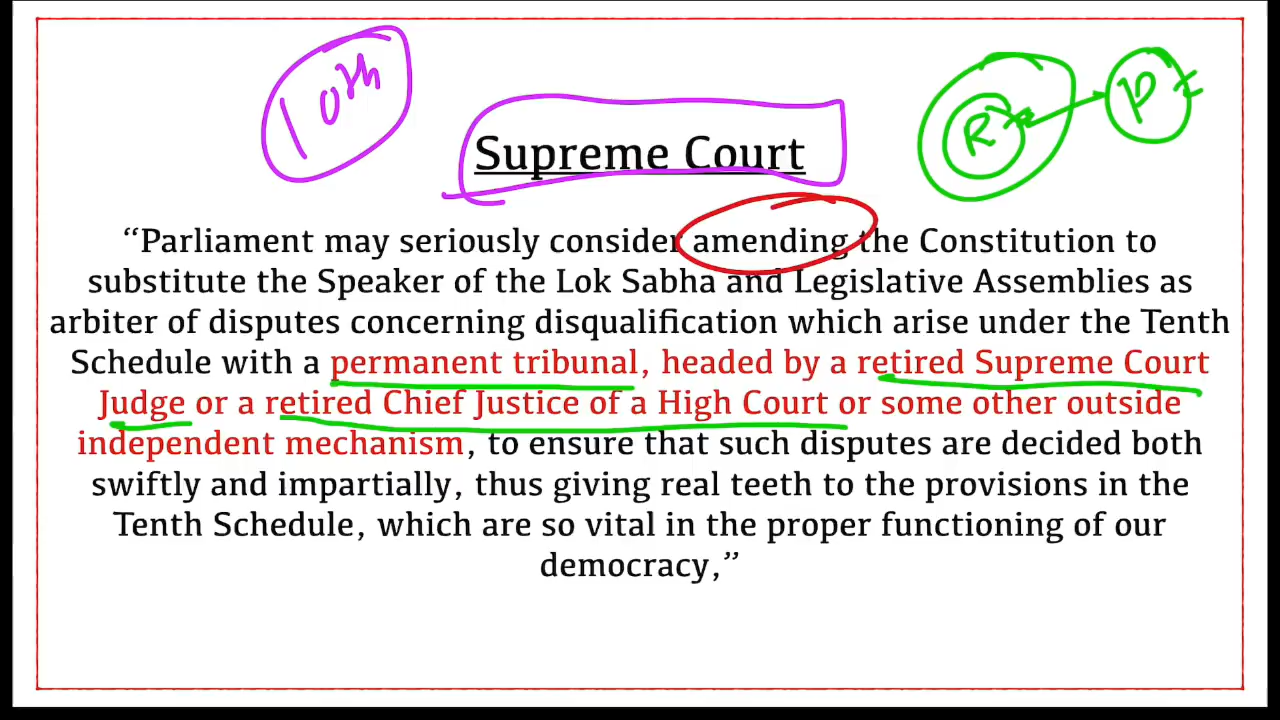 10th
R P
Supreme Court
“Parliament may seriously consider amending the Constitution to
substitute the Speaker of the Lok Sabha and Legislative Assemblies as
arbiter of disputes concerning disqualification which arise under the Tenth
Schedule with a permanent tribunal, headed by a retired Supreme Court
Judge or a retired Chief Justice of a High Court or some other outside
independent mechanism, to ensure that such disputes are decided both
swiftly and impartially, thus giving real teeth to the provisions in the
Tenth Schedule, which are so vital in the proper functioning of our
democracy,”